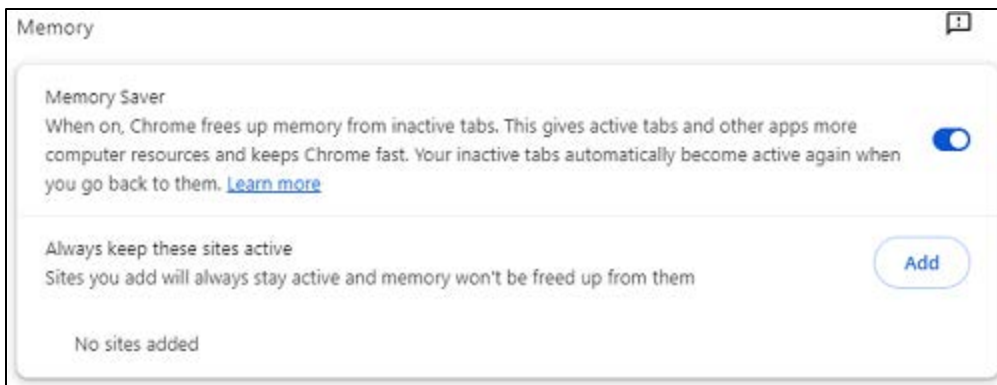 Memory
Memory Saver
When on, Chrome frees up memory from inactive tabs. This gives active tabs and other apps more
computer resources and keeps Chrome fast. Your inactive tabs automatically become active again when
you go back to them. Learn more
Always keep these sites active
Add
Sites you add will always stay active and memory won't be freed up from them
No sites added